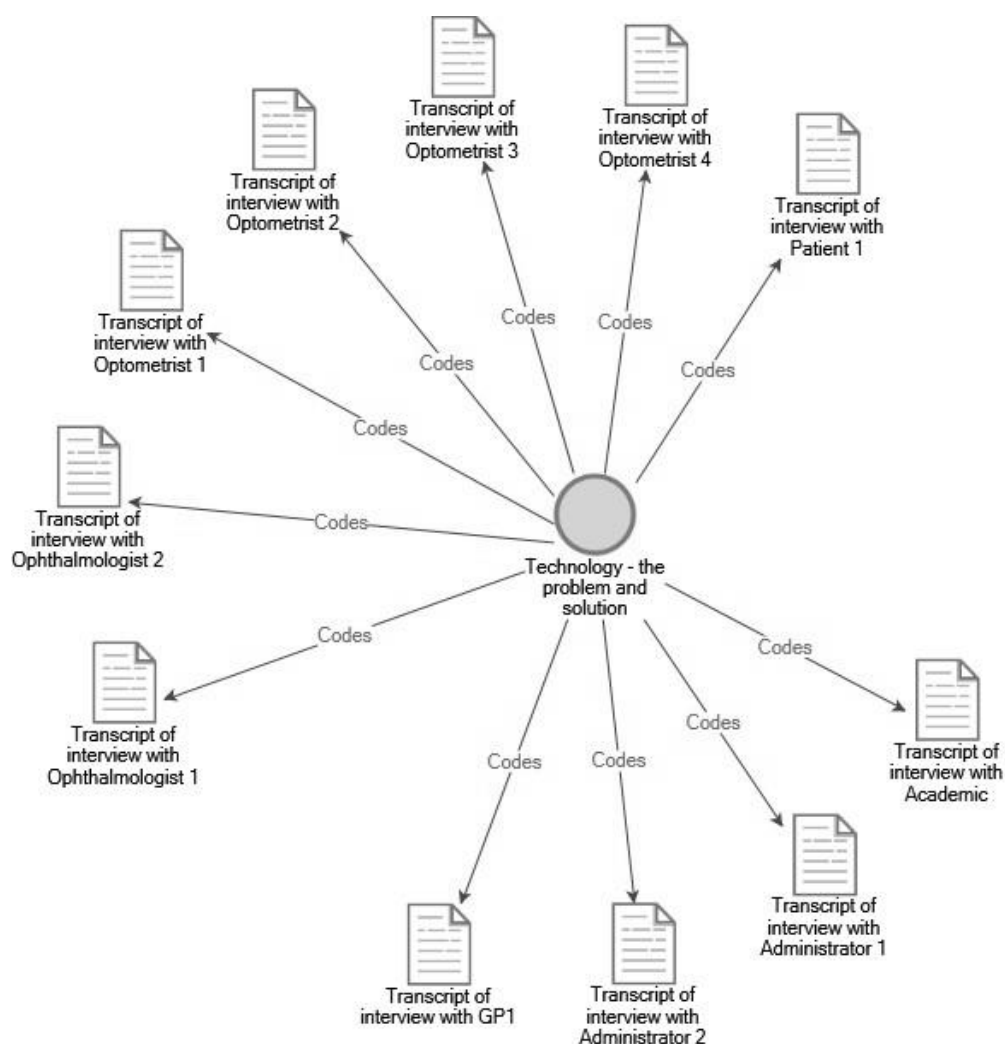 Transcript of
interview with
Optometrist 3
Transcript of
interview with
Optometrist 4
Transcript of
interview with
Optometrist 2
Transcript of
interview with
Patient 1
Transcript of
interview with
Optometrist 1
Codes
Codes
Codes
Codes
Codes
Transcript of
interview with
Ophthalmologist 2
Codes
Technology - the
problem and
solution
Codes
Codes
Transcript of
interview with
Ophthalmologist 1
Codes
Codes
Codes
Transcript of
interview with
Academic
Transcript of
interview with
Administrator 1
Transcript of
interview with GP1
Transcript of
interview with
Administrator 2